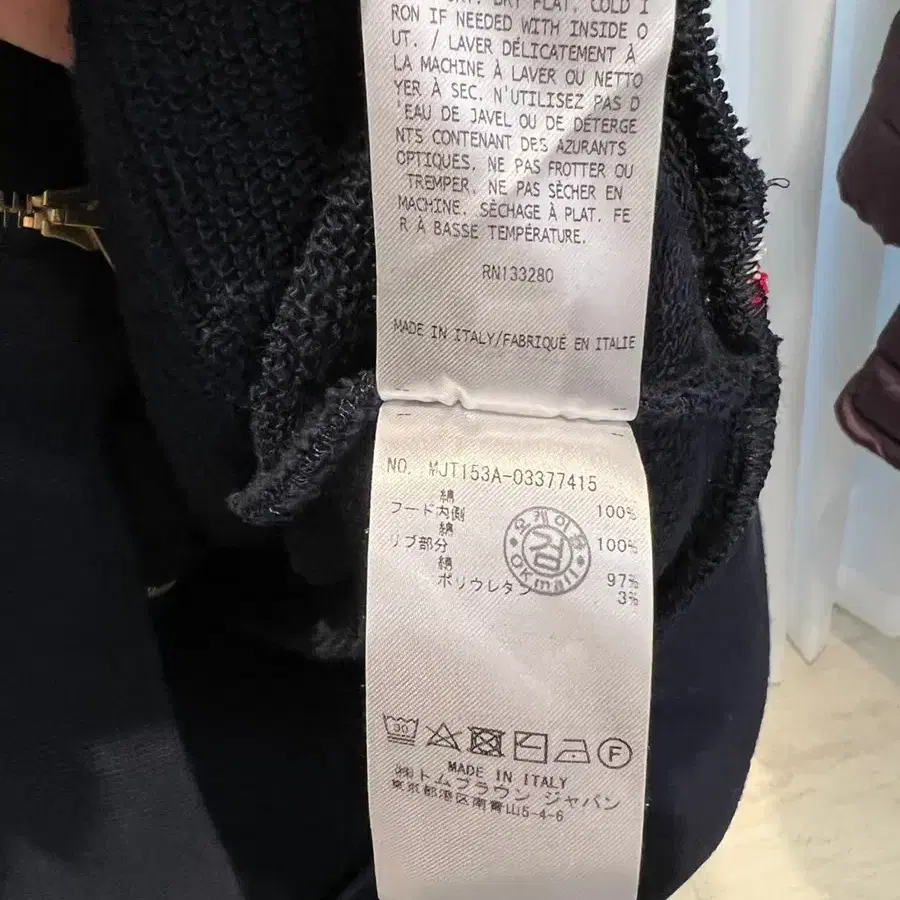 DRY FLAT. COLD I
RON IF NEEDED WITH INSIDE O
UT. / LAVER DÉLICATEMENT À
LA MACHINE À LAVER OU NETTO
YER À SEC. N'UTILISEZ PAS D
'EAU DE JAVEL OU DE DÉTERGE
NTS CONTENANT DES AZURANTS
OPTIQUES. NE PAS FROTTER OU
TREMPER. NE PAS SÈCHER EN
MACHINE. SÈCHAGE À PLAT. FE
R À BASSE TEMPÉRATURE.
RN133280
MADE IN ITALY/FABRIQUÉ EN ITALIE
NO. MJT153A-03377415
綿 100%
フード内側
綿 100%
リブ部分
綿 97%
ポリウレタン 3%
오케이몰
검
OKmall
30
F
MADE IN ITALY
㈱トムブラウン ジャパン
東京都港区南青山5-4-6